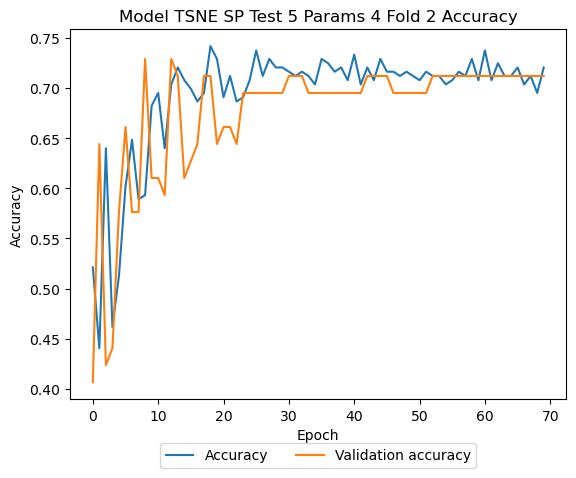 Model TSNE SP Test 5 Params 4 Fold 2 Accuracy
Accuracy
0.75
0.70
0.65
0.60
0.55
0.50
0.45
0.40
0 10 20 30 40 50 60 70
Epoch
Accuracy Validation accuracy